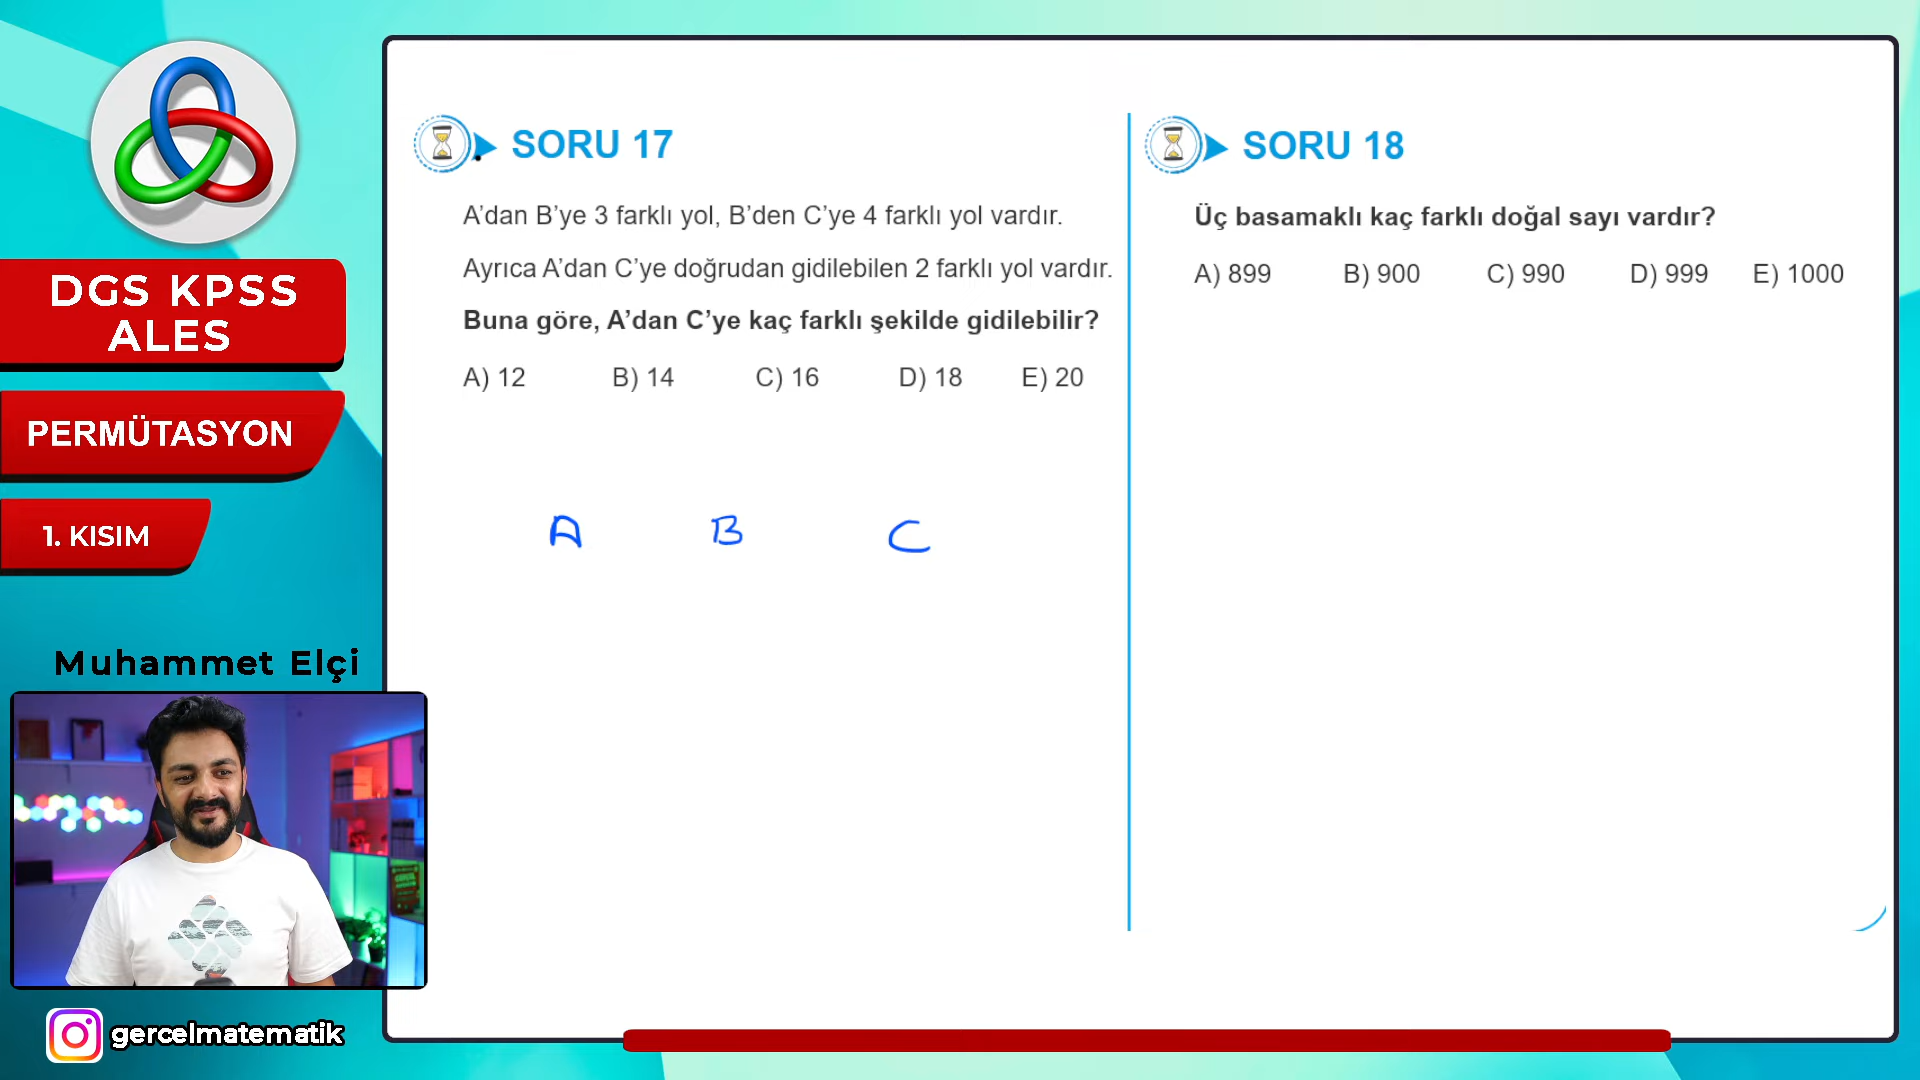 DGS KPSS
ALES
PERMÜTASYON
1. KISIM
Muhammet Elçi
gercelmatematik
SORU 17
A’dan B’ye 3 farklı yol, B’den C’ye 4 farklı yol vardır.
Ayrıca A’dan C’ye doğrudan gidilebilen 2 farklı yol vardır.
Buna göre, A’dan C’ye kaç farklı şekilde gidilebilir?
A) 12 B) 14 C) 16 D) 18 E) 20
A B C
SORU 18
Üç basamaklı kaç farklı doğal sayı vardır?
A) 899 B) 900 C) 990 D) 999 E) 1000